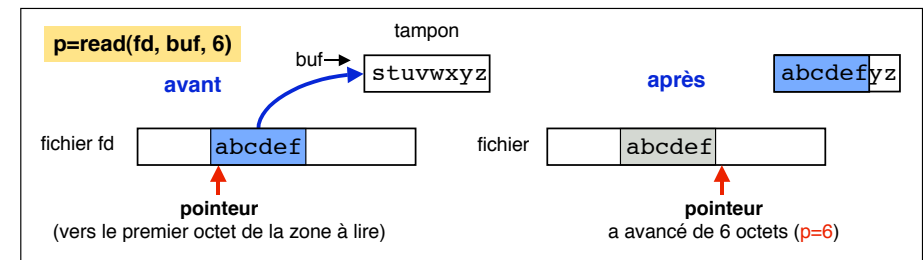 p=read(fd, buf, 6)
tampon
buf
stuvwxyz
avant
après
abcdefyz
fichier fd
abcdef
fichier
abcdef
pointeur
(vers le premier octet de la zone à lire)
pointeur
a avancé de 6 octets (p=6)